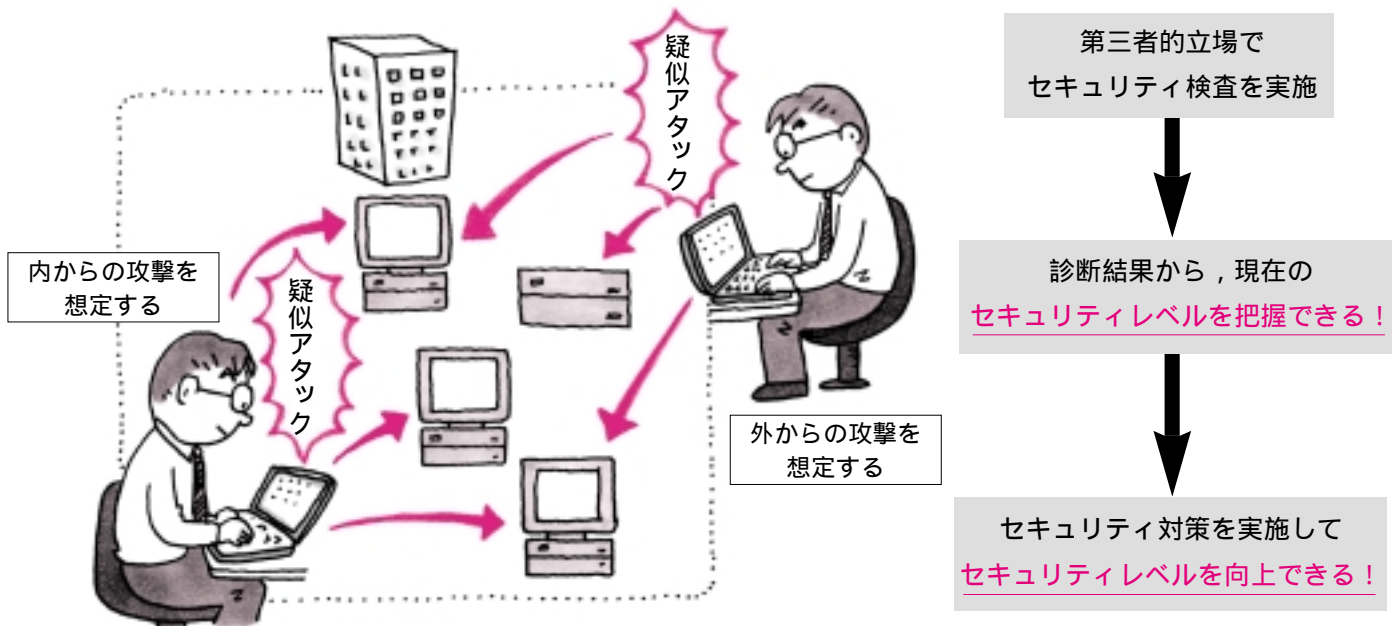 疑似アタック
疑似アタック
内からの攻撃を
想定する
外からの攻撃を
想定する
第三者的立場で
セキュリティ検査を実施
診断結果から，現在の
セキュリティレベルを把握できる！
セキュリティ対策を実施して
セキュリティレベルを向上できる！